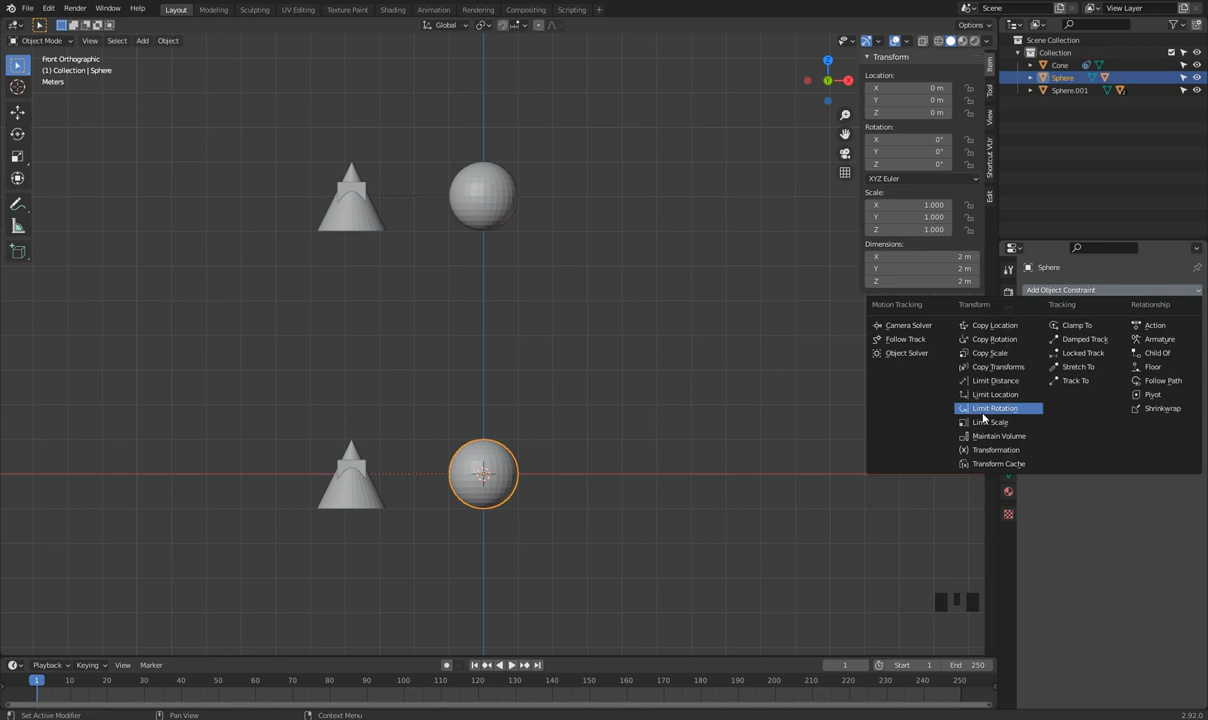 File Edit Render Window Help Layout Modeling Sculpting UV Editing Texture Paint Shading Animation Rendering Compositing Scripting + Scene View Layer
Global Options
Object Mode View Select Add Object
Front Orthographic
(1) Collection | Sphere
Meters
Z
Y X
Transform
Location:
X 0 m
Y 0 m
Z 0 m
Rotation:
X 0°
Y 0°
Z 0°
XYZ Euler
Scale:
X 1.000
Y 1.000
Z 1.000
Dimensions:
X 2 m
Y 2 m
Z 2 m
Item
Tool
View
Shortcut VUr
Edit
Scene Collection
Collection
Cone
Sphere
Sphere.001
Sphere
Add Object Constraint
Motion Tracking Transform Tracking Relationship
Camera Solver Copy Location Clamp To Action
Follow Track Copy Rotation Damped Track Armature
Object Solver Copy Scale Locked Track Child Of
Copy Transforms Stretch To Floor
Limit Distance Track To Follow Path
Limit Location Pivot
Limit Rotation Shrinkwrap
Limit Scale
Maintain Volume
Transformation
Transform Cache
Playback Keying View Marker 1 Start 1 End 250
1 10 20 30 40 50 60 70 80 90 100 110 120 130 140 150 160 170 180 190 200 210 220 230 240 250
Set Active Modifier Pan View Context Menu 2.92.0